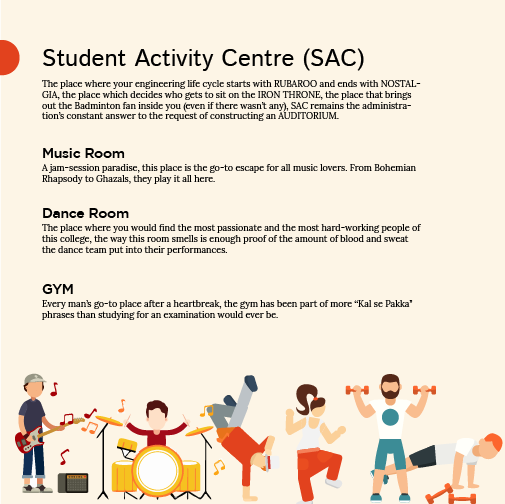 Student Activity Centre (SAC)
The place where your engineering life cycle starts with RUBAROO and ends with NOSTAL-
GIA, the place which decides who gets to sit on the IRON THRONE, the place that brings
out the Badminton fan inside you (even if there wasn't any), SAC remains the administra-
tion's constant answer to the request of constructing an AUDITORIUM.
Music Room
A jam-session paradise, this place is the go-to escape for all music lovers. From Bohemian
Rhapsody to Ghazals, they play it all here.
Dance Room
The place where you would find the most passionate and the most hard-working people of
this college, the way this room smells is enough proof of the amount of blood and sweat
the dance team put into their performances.
GYM
Every man's go-to place after a heartbreak, the gym has been part of more “Kal se Pakka"
phrases than studying for an examination would ever be.